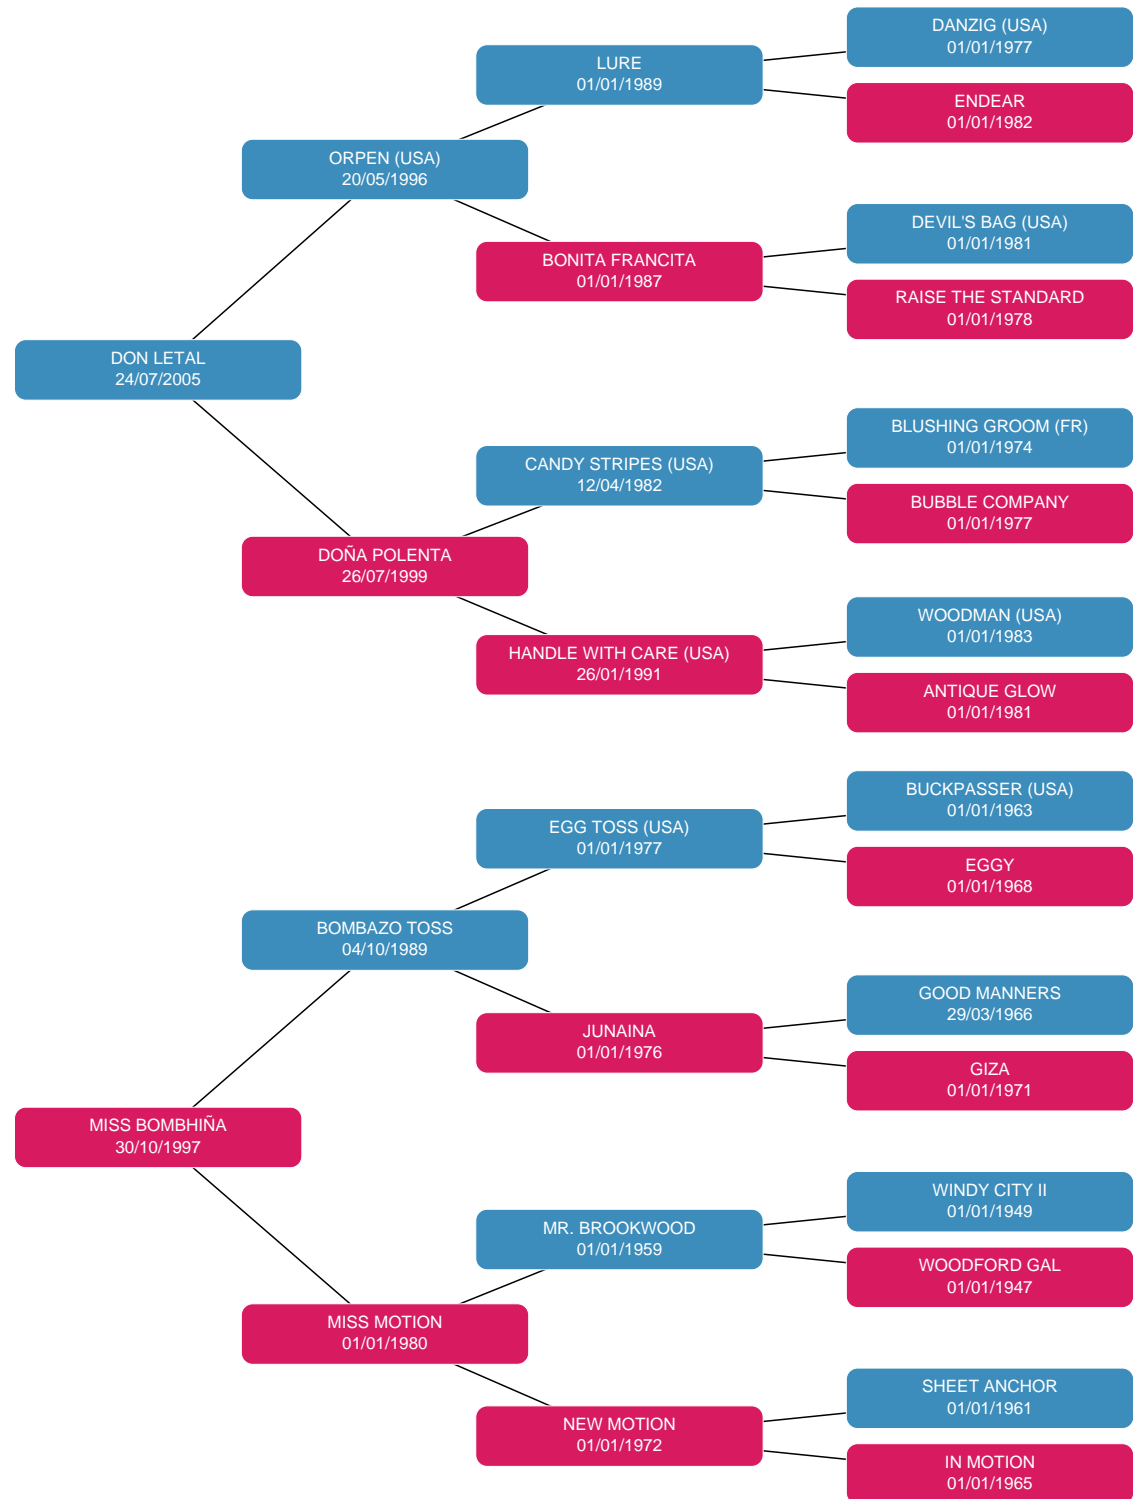 DANZIG (USA)
01/01/1977
LURE
01/01/1989
ENDEAR
01/01/1982
ORPEN (USA)
20/05/1996
DEVIL'S BAG (USA)
01/01/1981
BONITA FRANCITA
01/01/1987
RAISE THE STANDARD
01/01/1978
DON LETAL
24/07/2005
BLUSHING GROOM (FR)
01/01/1974
CANDY STRIPES (USA)
12/04/1982
BUBBLE COMPANY
01/01/1977
DOÑA POLENTA
26/07/1999
WOODMAN (USA)
01/01/1983
HANDLE WITH CARE (USA)
26/01/1991
ANTIQUE GLOW
01/01/1981
BUCKPASSER (USA)
01/01/1963
EGG TOSS (USA)
01/01/1977
EGGY
01/01/1968
BOMBAZO TOSS
04/10/1989
GOOD MANNERS
29/03/1966
JUNAINA
01/01/1976
GIZA
01/01/1971
MISS BOMBHIÑA
30/10/1997
WINDY CITY II
01/01/1949
MR. BROOKWOOD
01/01/1959
WOODFORD GAL
01/01/1947
MISS MOTION
01/01/1980
SHEET ANCHOR
01/01/1961
NEW MOTION
01/01/1972
IN MOTION
01/01/1965